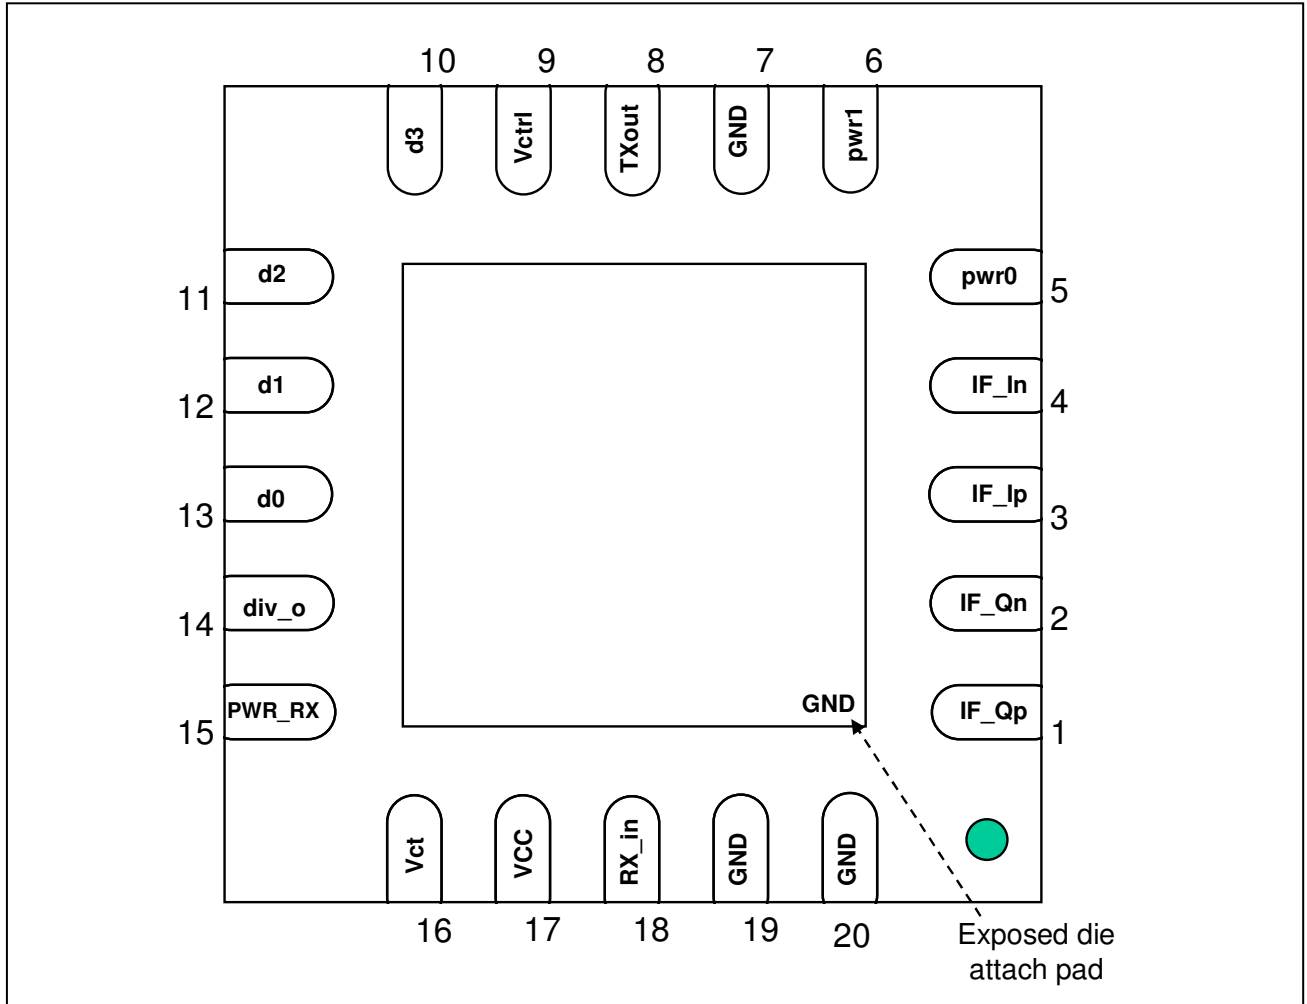 10
9
8
7
6
d3
Vctrl
TXout
GND
pwr1
d2
pwr0
11
5
d1
IF_In
12
4
d0
IF_Ip
13
3
div_o
IF_Qn
14
2
PWR_RX
GND
IF_Qp
15
1
Vct
VCC
RX_in
GND
GND
16
17
18
19
20
Exposed die
attach pad